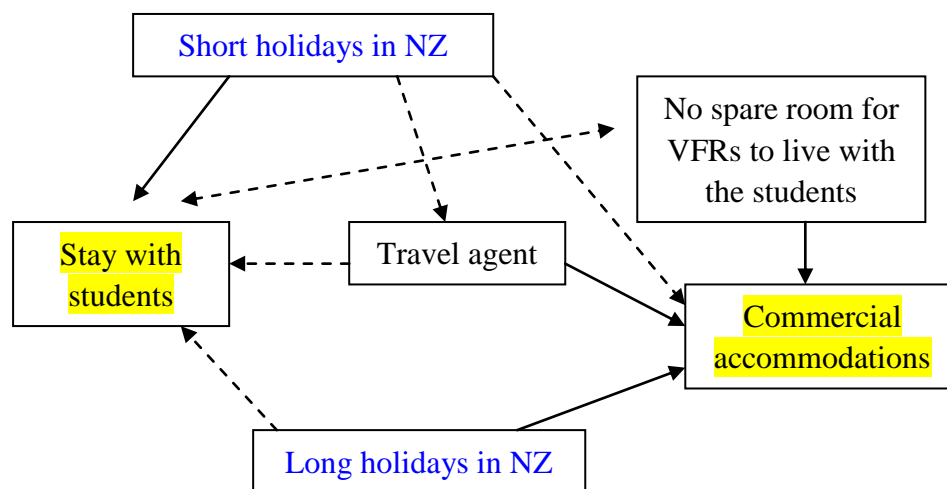 Short holidays in NZ
No spare room for
VFRs to live with
the students
Stay with
students
Travel agent
Commercial
accommodations
Long holidays in NZ